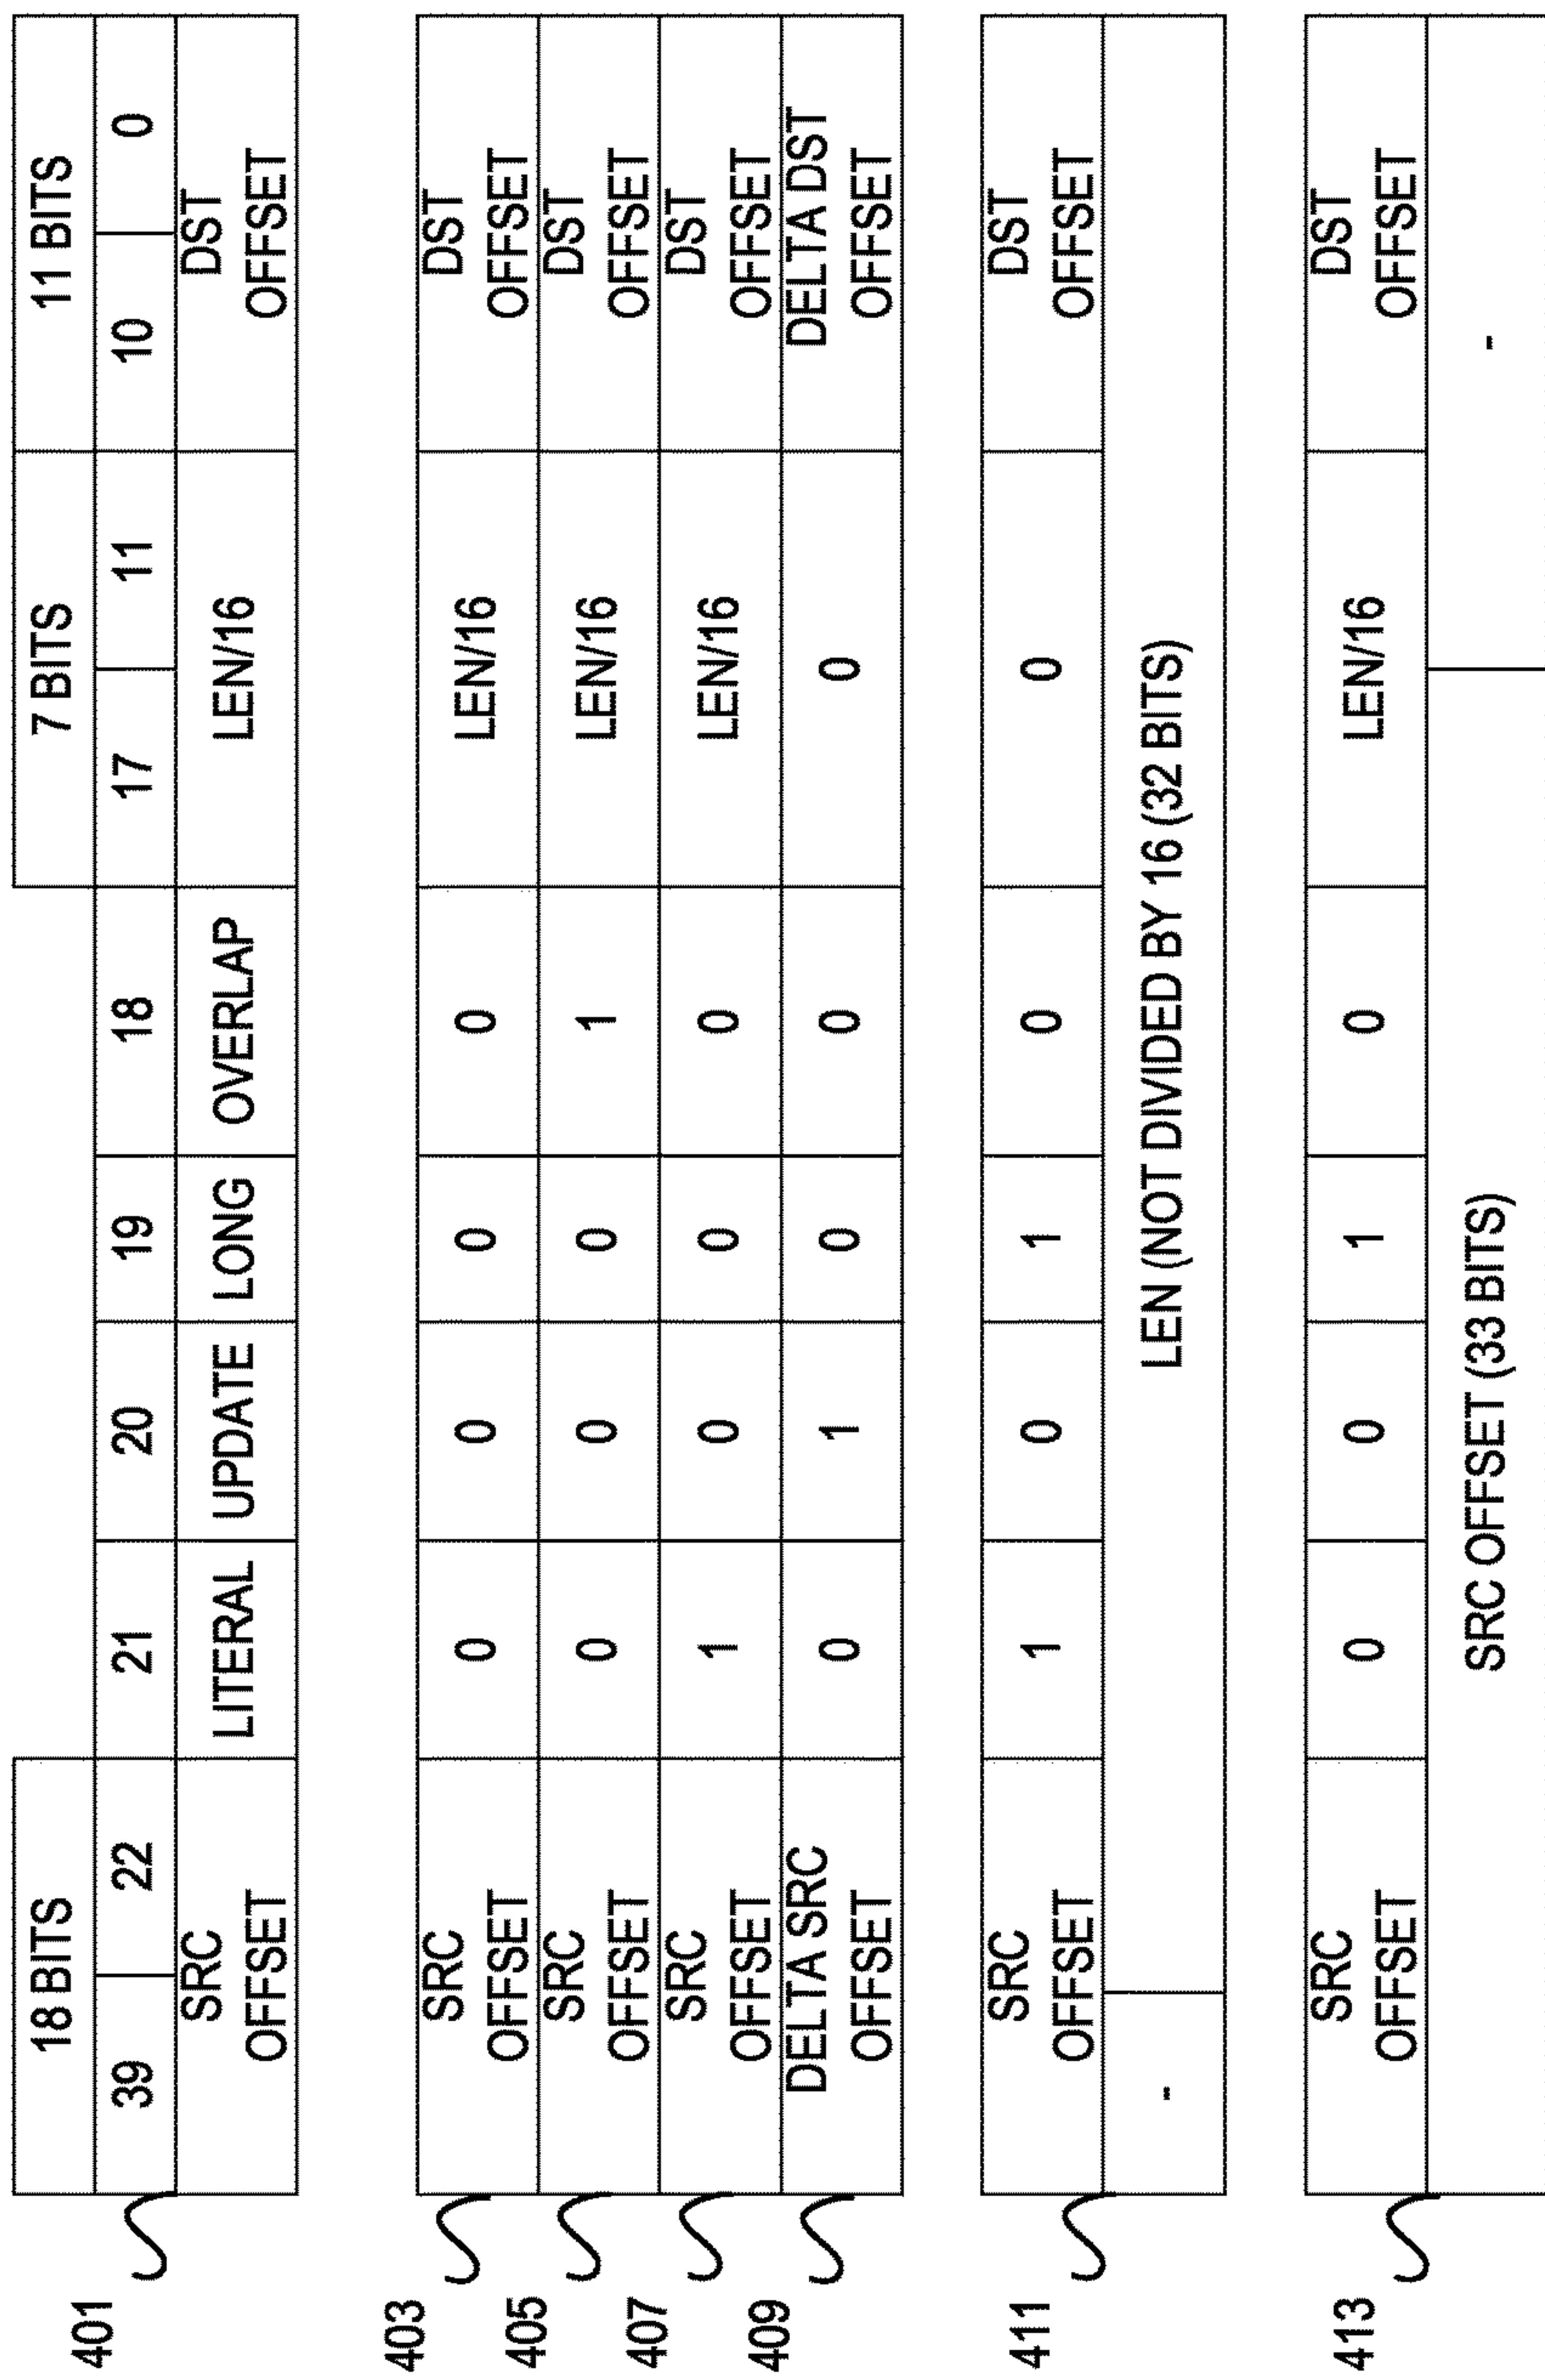 18 BITS 7 BITS 11 BITS
39 22 21 20 19 18 17 11 10 0
401 SRC OFFSET LITERAL UPDATE LONG OVERLAP LEN/16 DST OFFSET
403 SRC OFFSET 0 0 0 0 LEN/16 DST OFFSET
405 SRC OFFSET 0 0 0 1 LEN/16 DST OFFSET
407 SRC OFFSET 1 0 0 0 LEN/16 DST OFFSET
409 DELTA SRC OFFSET 0 1 0 0 0 DELTA DST OFFSET
411 SRC OFFSET 1 0 1 0 0 DST OFFSET
- LEN (NOT DIVIDED BY 16 (32 BITS)
413 SRC OFFSET 0 0 1 0 LEN/16 DST OFFSET
SRC OFFSET (33 BITS) -